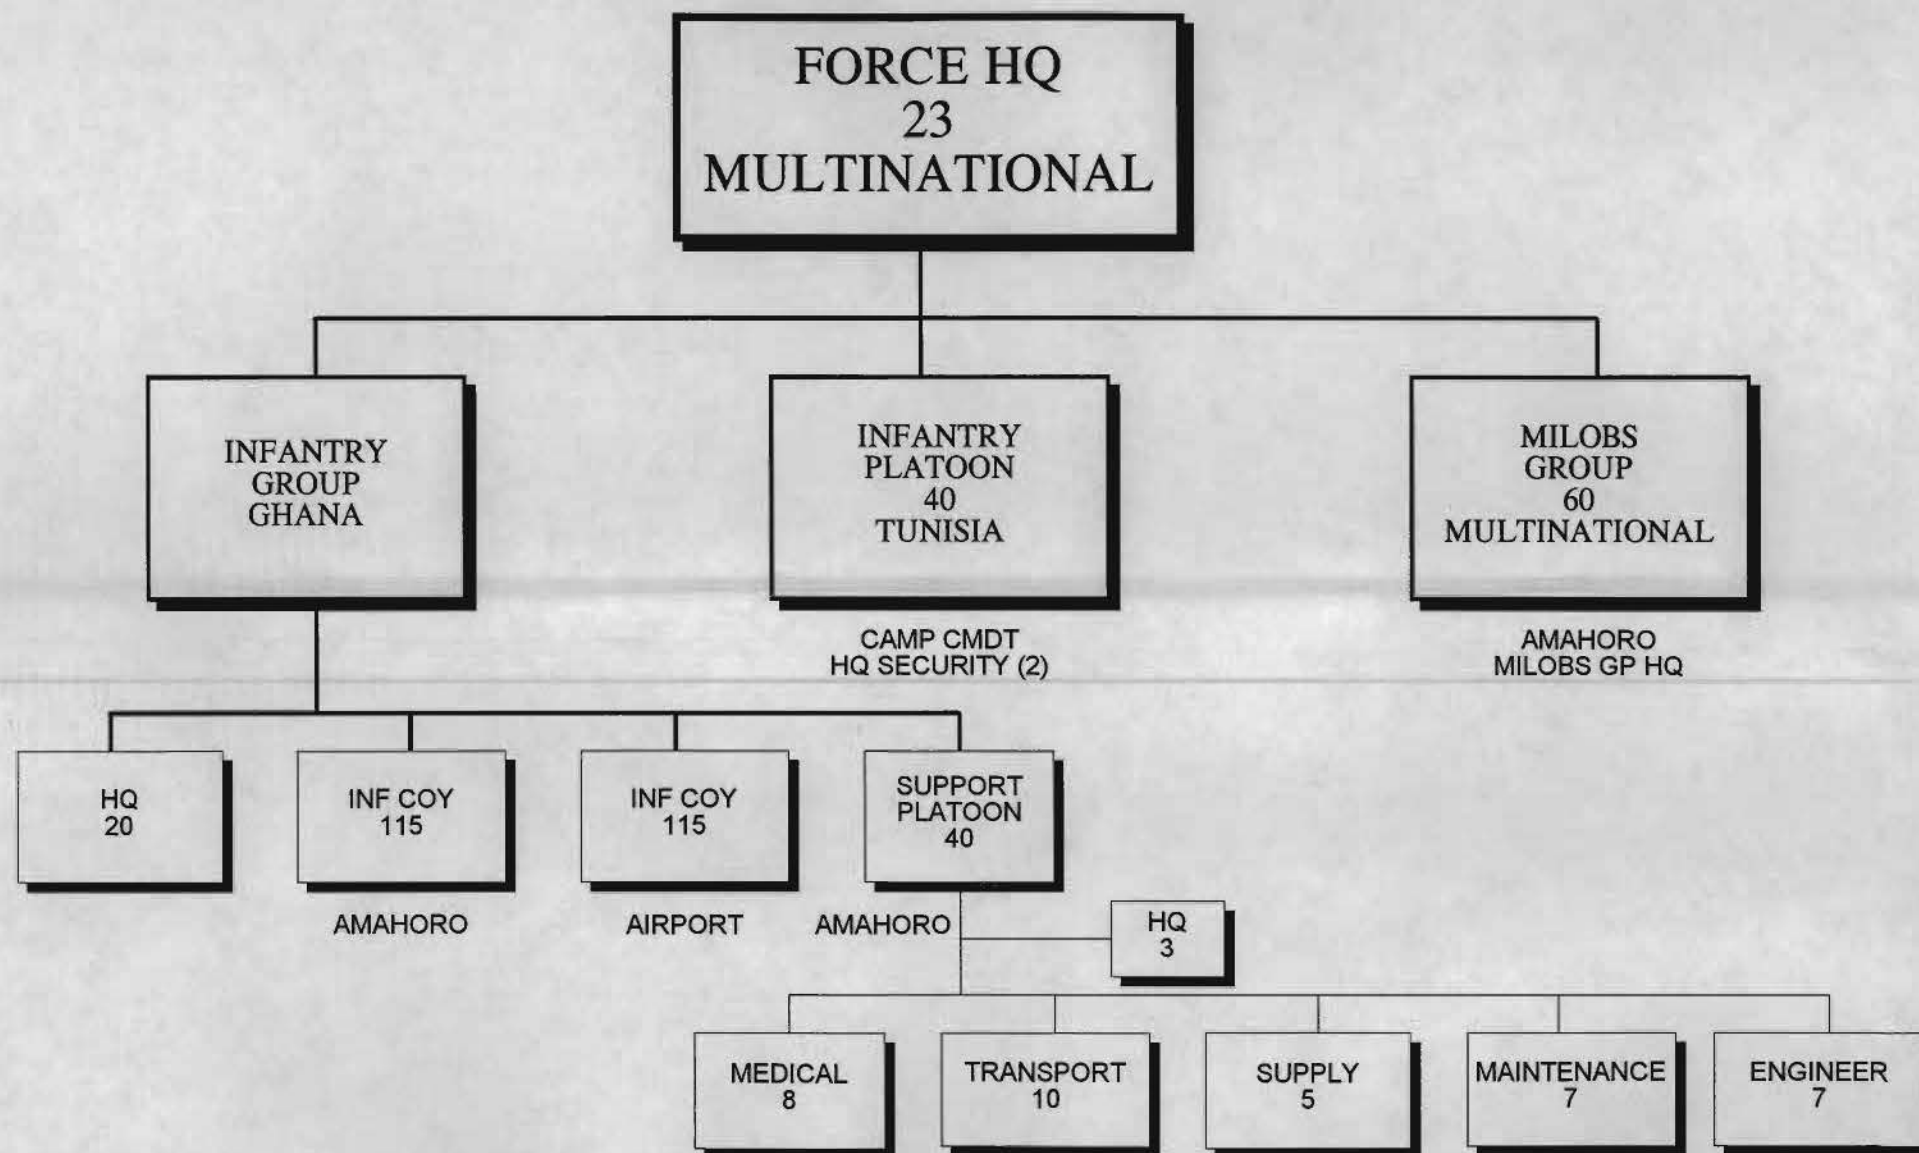 FORCE HQ
23
MULTINATIONAL
INFANTRY
GROUP
GHANA
INFANTRY
PLATOON
40
TUNISIA
MILOBS
GROUP
60
MULTINATIONAL
CAMP CMDT
HQ SECURITY (2)
AMAHORO
MILOBS GP HQ
HQ
20
INF COY
115
INF COY
115
SUPPORT
PLATOON
40
AMAHORO
AIRPORT
AMAHORO
HQ
3
MEDICAL
8
TRANSPORT
10
SUPPLY
5
MAINTENANCE
7
ENGINEER
7